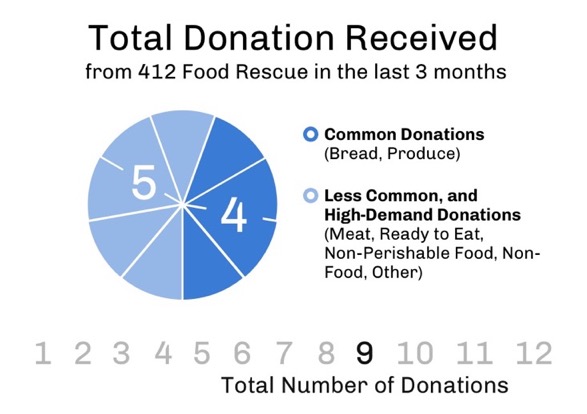 Total Donation Received
from 412 Food Rescue in the last 3 months
Common Donations
(Bread, Produce)
5
4
Less Common, and
High-Demand Donations
(Meat, Ready to Eat,
Non-Perishable Food, Non-
Food, Other)
1 2 3 4 5 6 7 8 9 10 11 12
Total Number of Donations